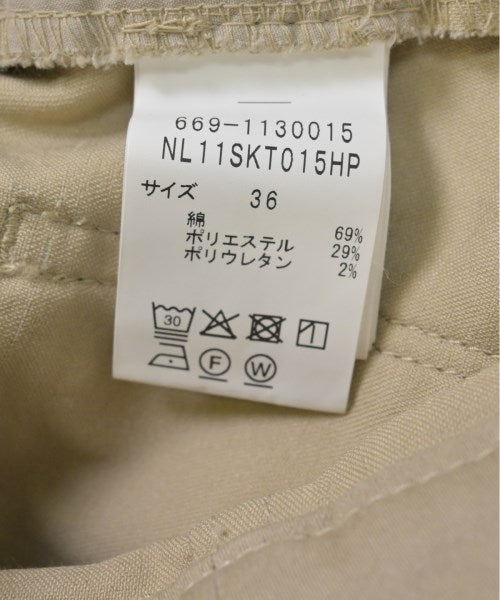 669-1130015
NL11SKT015HP
サイズ 36
綿 69%
ポリエステル 29%
ポリウレタン 2%
30
F W